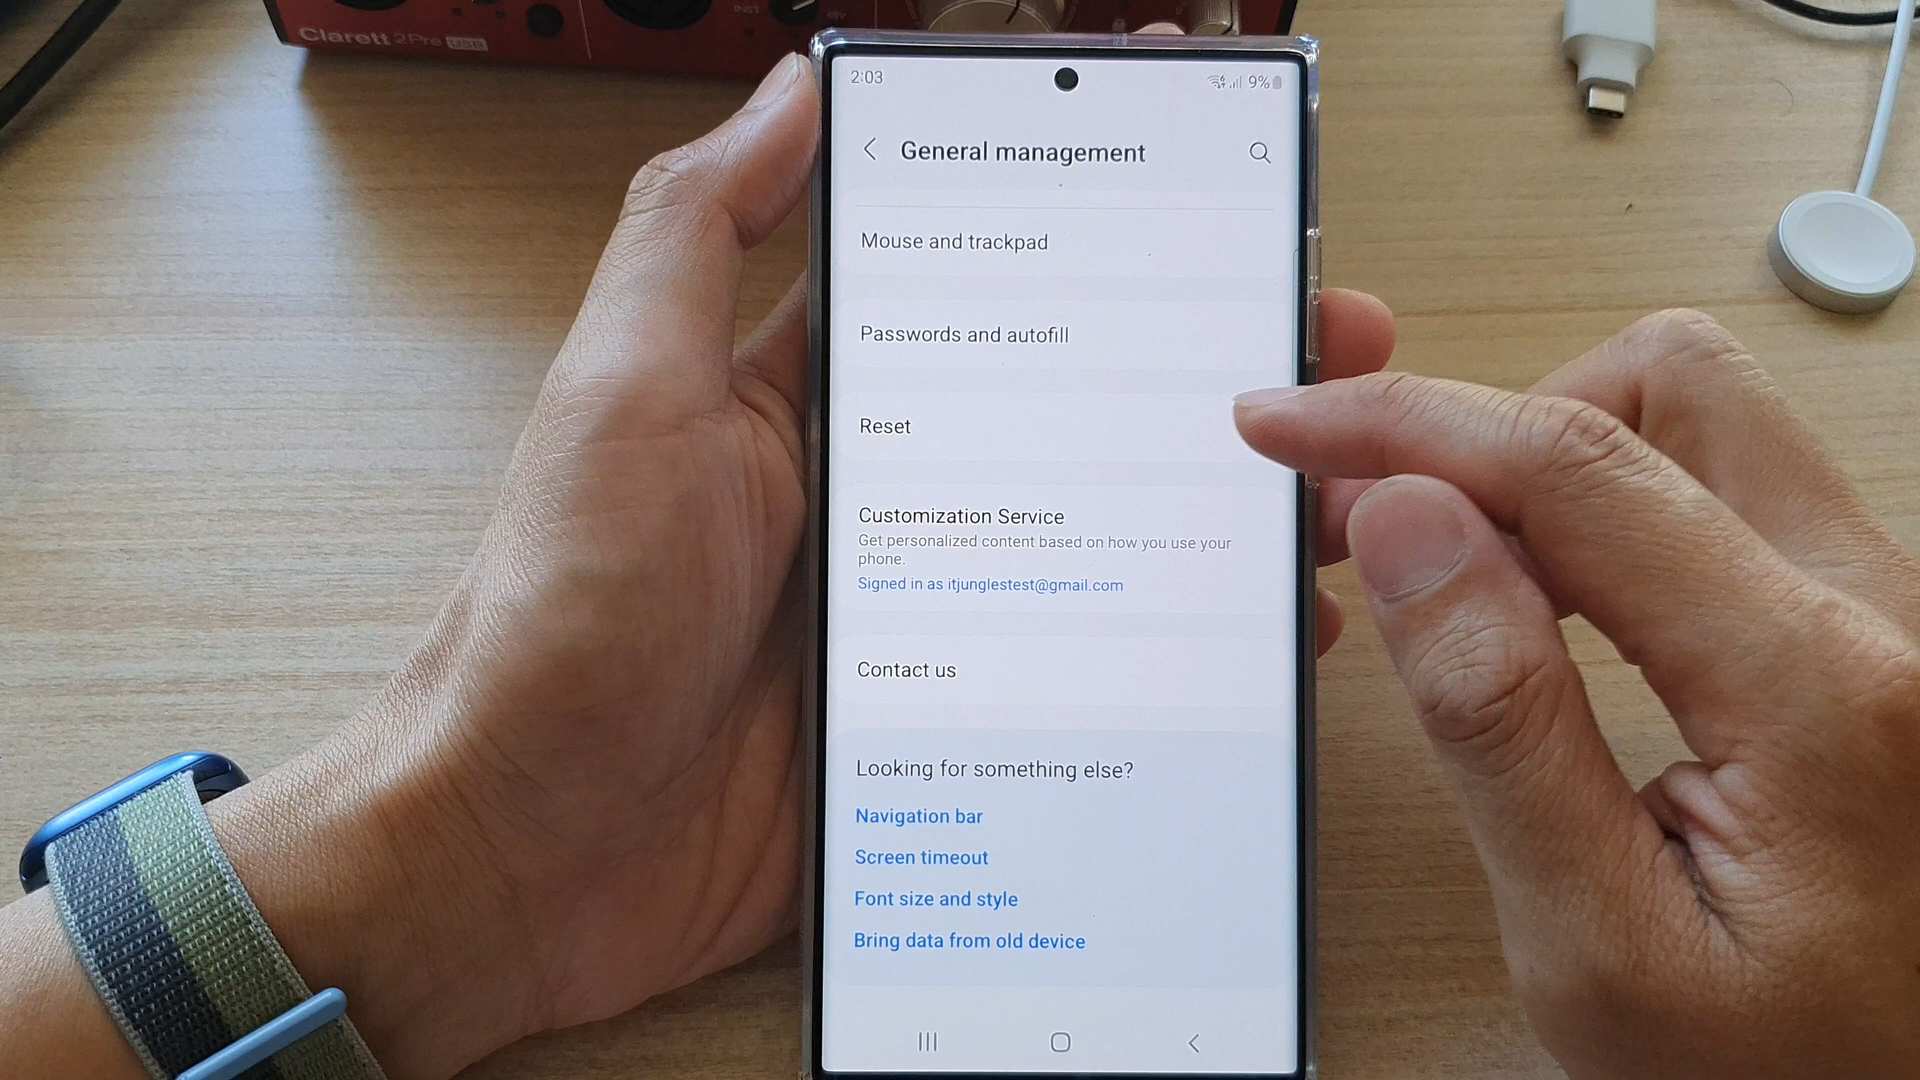 Clarett 2Pre USB
INST
48V
2:03
9%
General management
Mouse and trackpad
Passwords and autofill
Reset
Customization Service
Get personalized content based on how you use your
phone.
Signed in as itjunglestest@gmail.com
Contact us
Looking for something else?
Navigation bar
Screen timeout
Font size and style
Bring data from old device